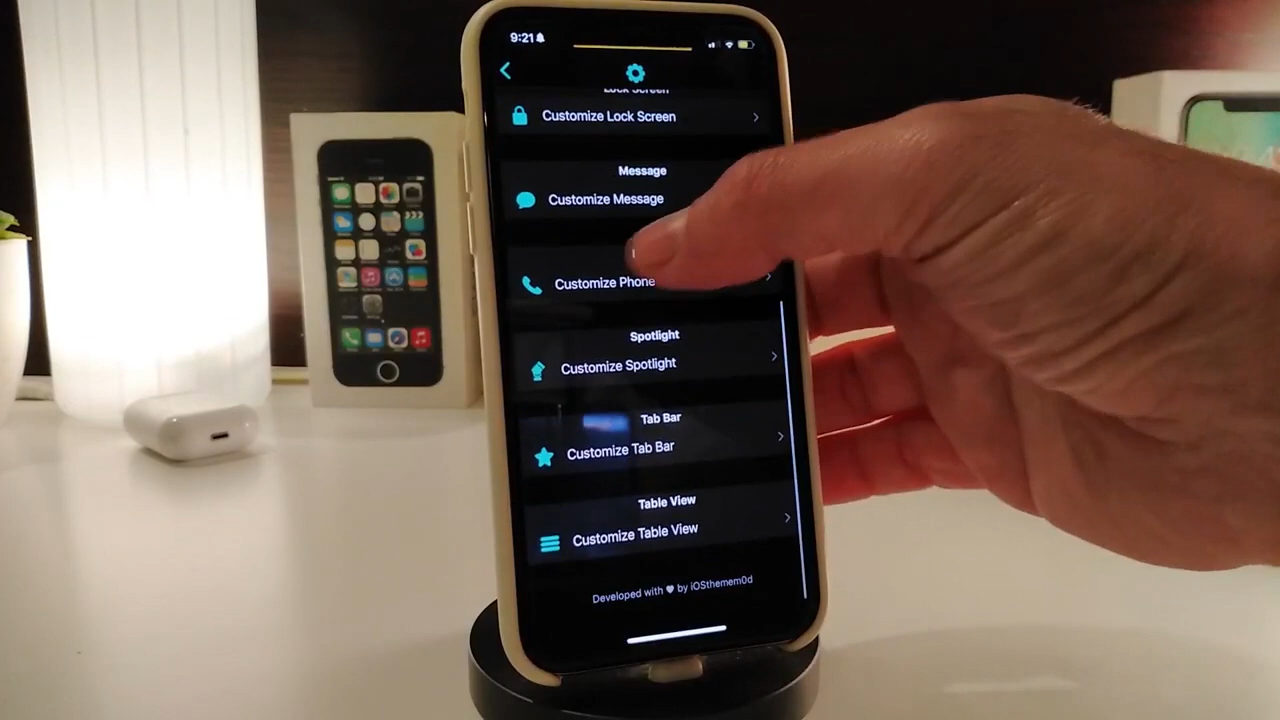 9:21
Lock Screen
Customize Lock Screen
Message
Customize Message
Customize Phone
Spotlight
Customize Spotlight
Tab Bar
Customize Tab Bar
Table View
Customize Table View
Developed with ♥ by iOSthemem0d